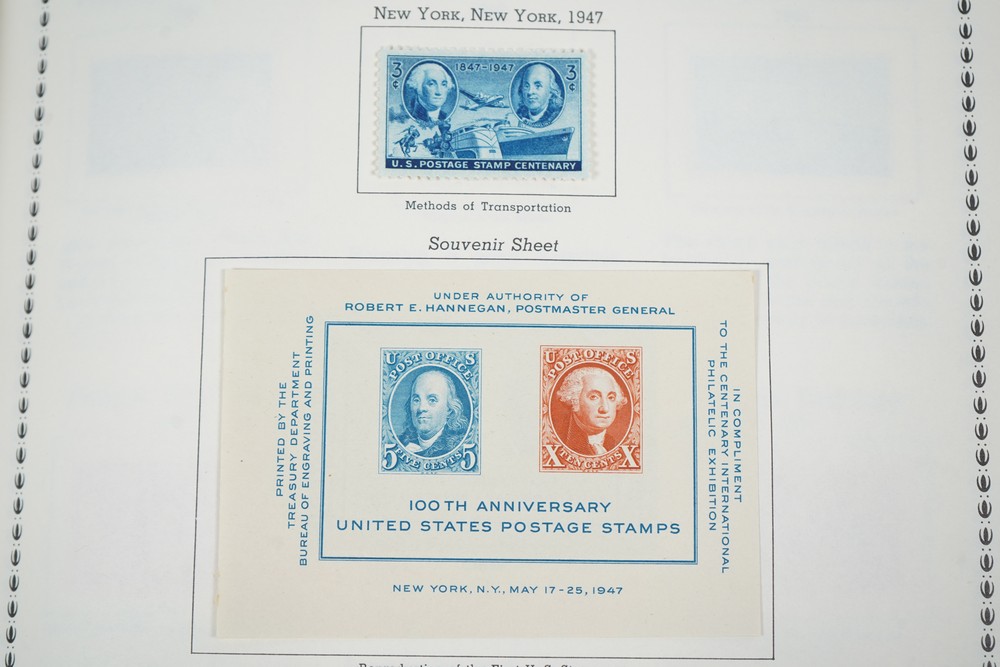 NEW YORK, NEW YORK, 1947
3¢ 1847-1947 3¢
U.S. POSTAGE STAMP CENTENARY
Methods of Transportation
Souvenir Sheet
UNDER AUTHORITY OF
ROBERT E. HANNEGAN, POSTMASTER GENERAL
PRINTED BY THE
TREASURY DEPARTMENT
BUREAU OF ENGRAVING AND PRINTING
U S
POST OFFICE
5 5
FIVE CENTS
U S
POST OFFICE
X X
TEN CENTS
IN COMPLIMENT
TO THE CENTENARY INTERNATIONAL
PHILATELIC EXHIBITION
100TH ANNIVERSARY
UNITED STATES POSTAGE STAMPS
NEW YORK, N.Y., MAY 17-25, 1947